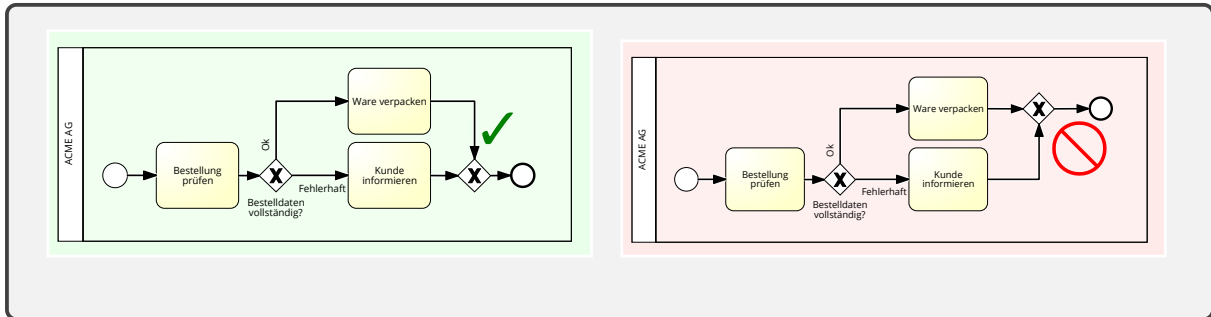 ACME AG
Bestellung
prüfen
Ok
Bestelldaten
vollständig?
Fehlerhaft
Ware verpacken
Kunde
informieren
ACME AG
Bestellung
prüfen
Ok
Bestelldaten
vollständig?
Fehlerhaft
Ware verpacken
Kunde
informieren